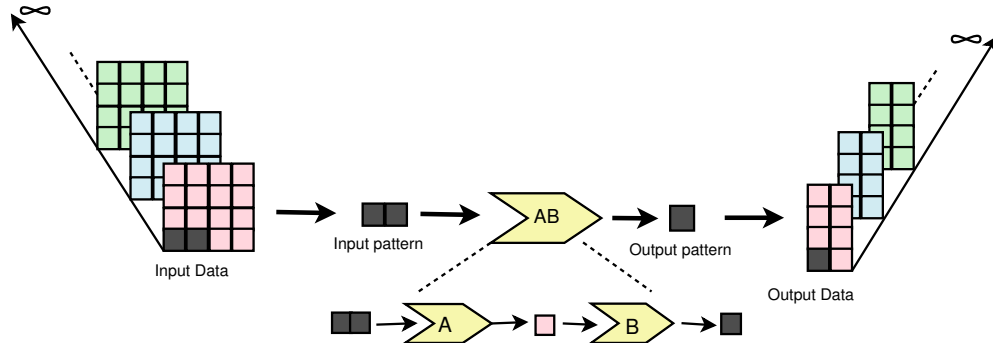 ∞
∞
AB
Input pattern
Output pattern
Input Data
Output Data
A
B